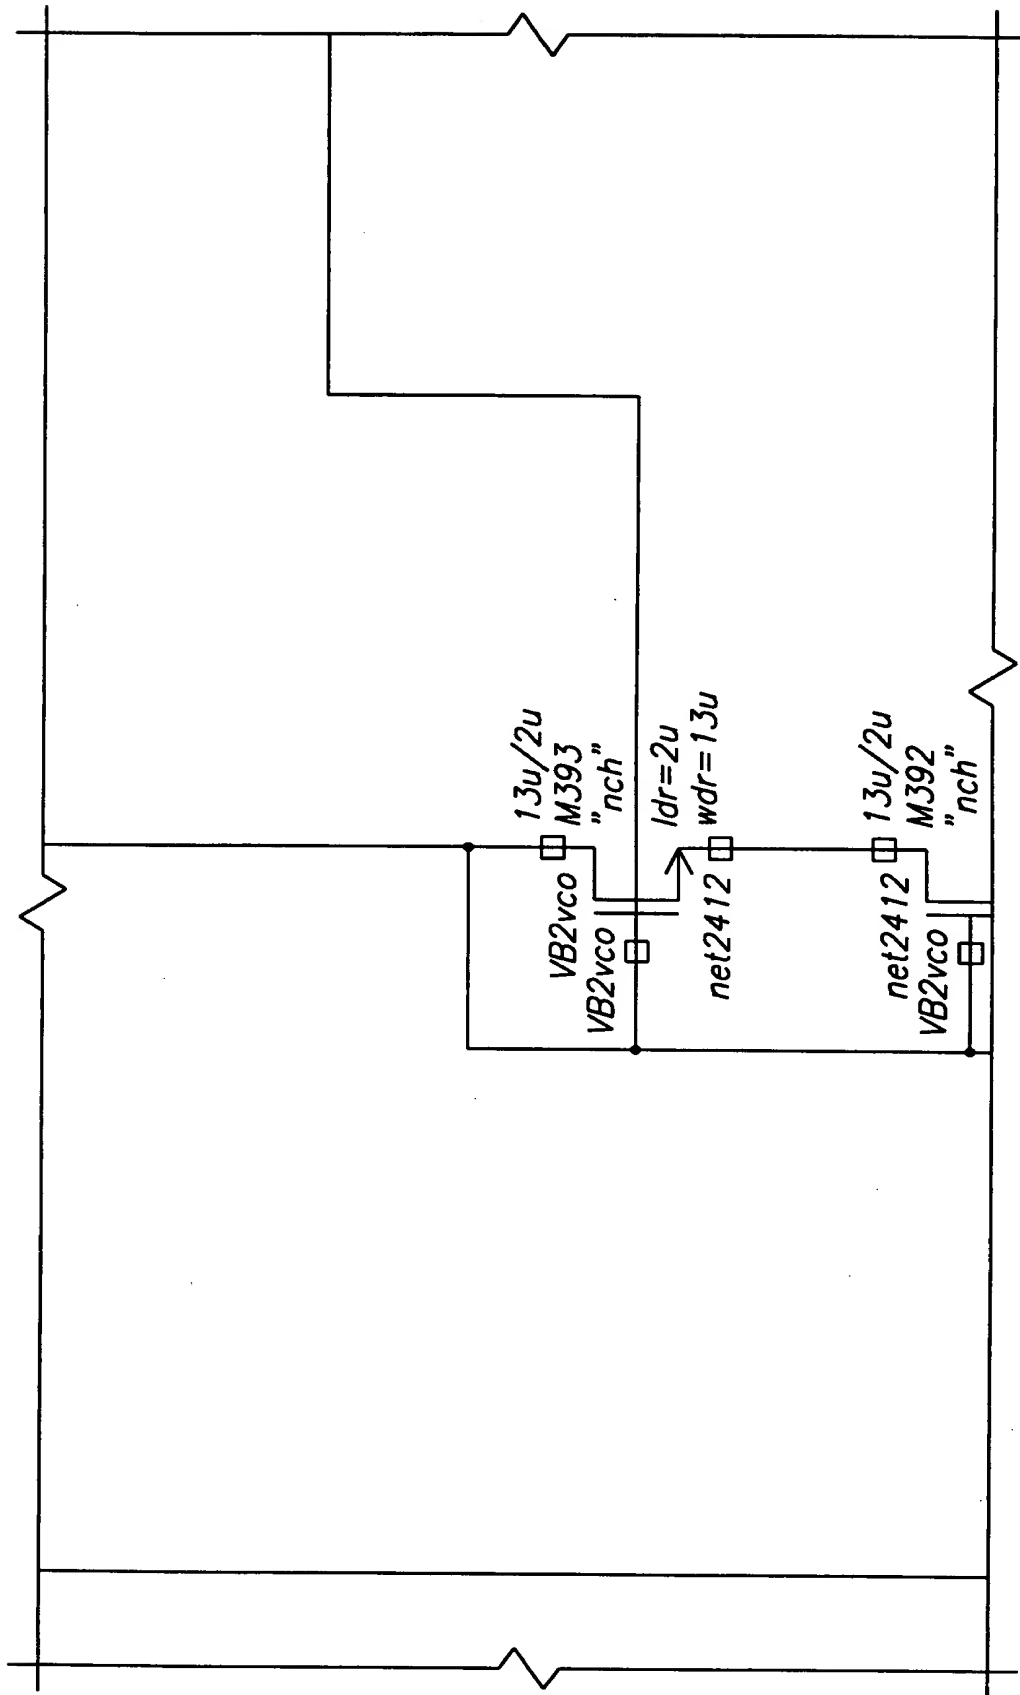 13u/2u
M393
"nch"
VB2vco
VB2vco
ldr=2u
wdr=13u
net2412
13u/2u
M392
"nch"
net2412
VB2vco